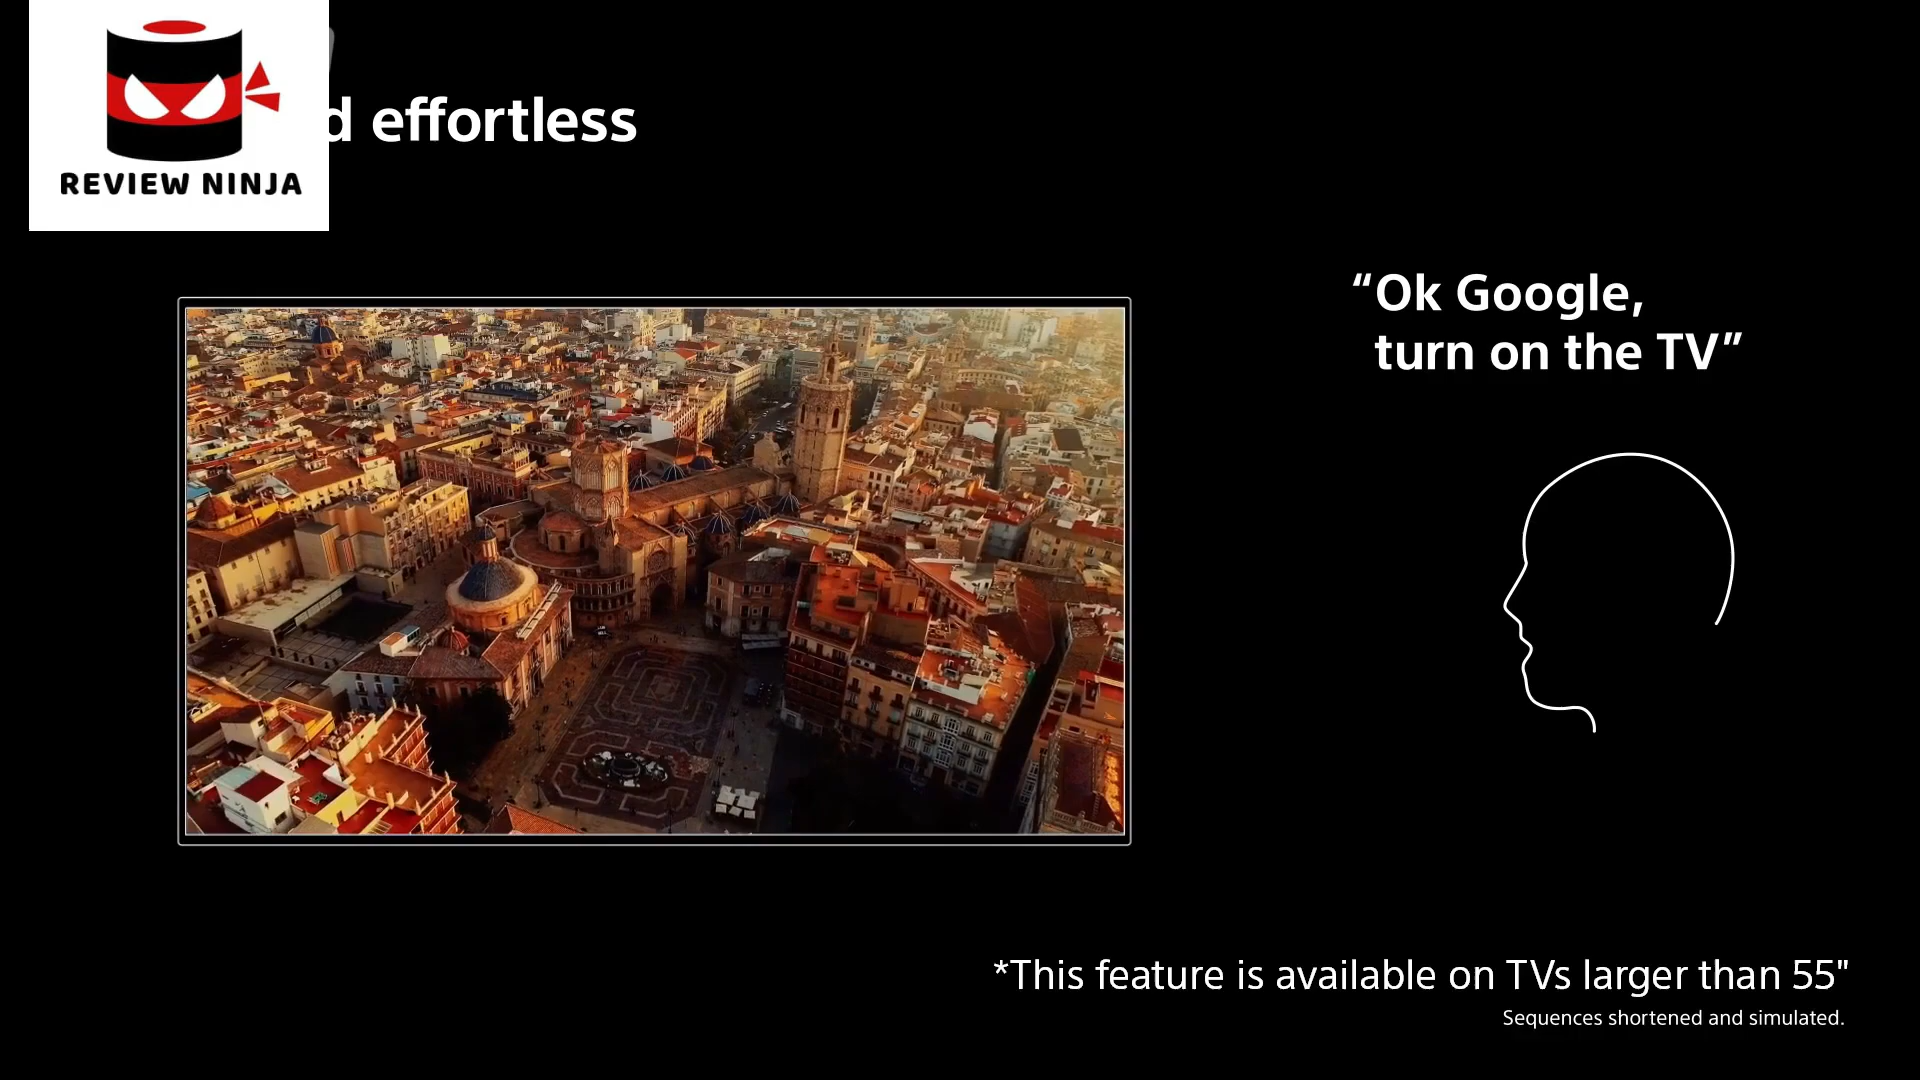 REVIEW NINJA
effortless
“Ok Google,
turn on the TV”
*This feature is available on TVs larger than 55"
Sequences shortened and simulated.